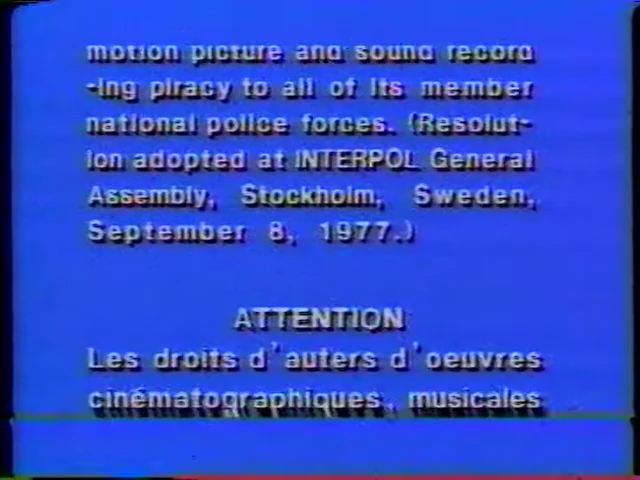 motion picture and sound record
-ing piracy to all of its member
national police forces. (Resolut-
ion adopted at INTERPOL General
Assembly, Stockholm, Sweden,
September 8, 1977.)
ATTENTION
Les droits d'auters d'oeuvres
cinématographiques, musicales